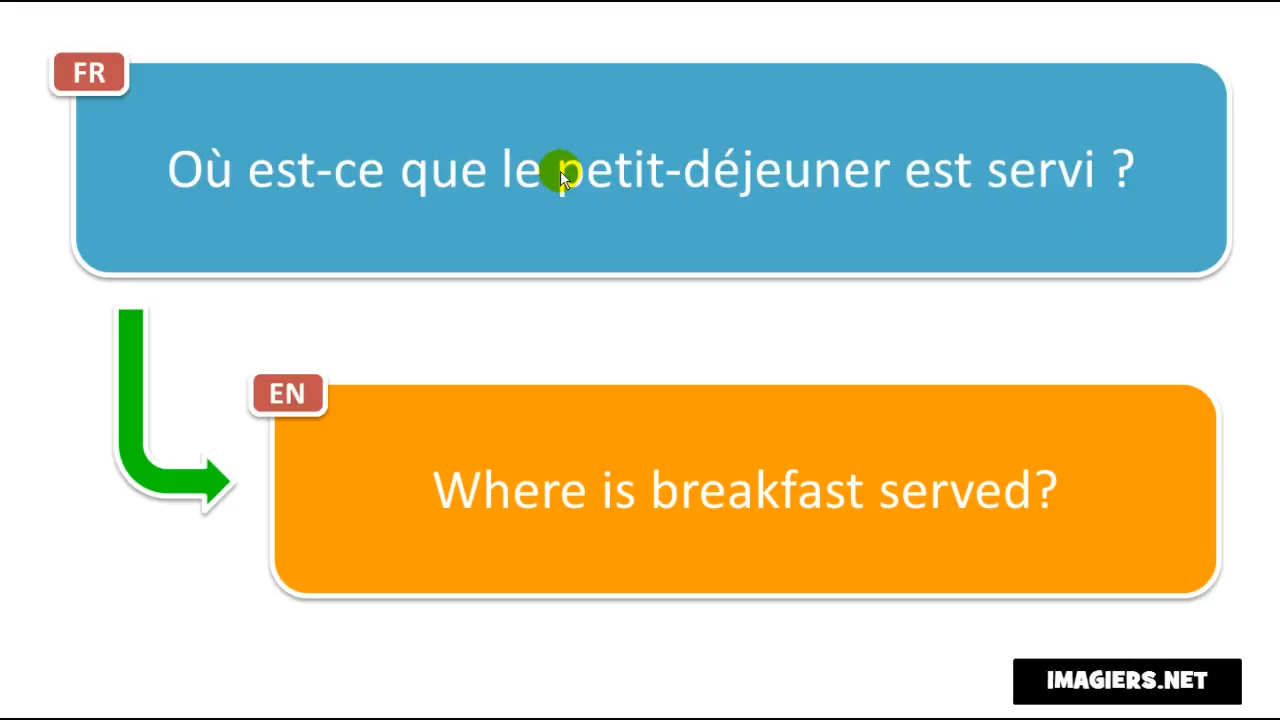 FR
Où est-ce que le petit-déjeuner est servi ?
EN
Where is breakfast served?
IMAGIERS.NET